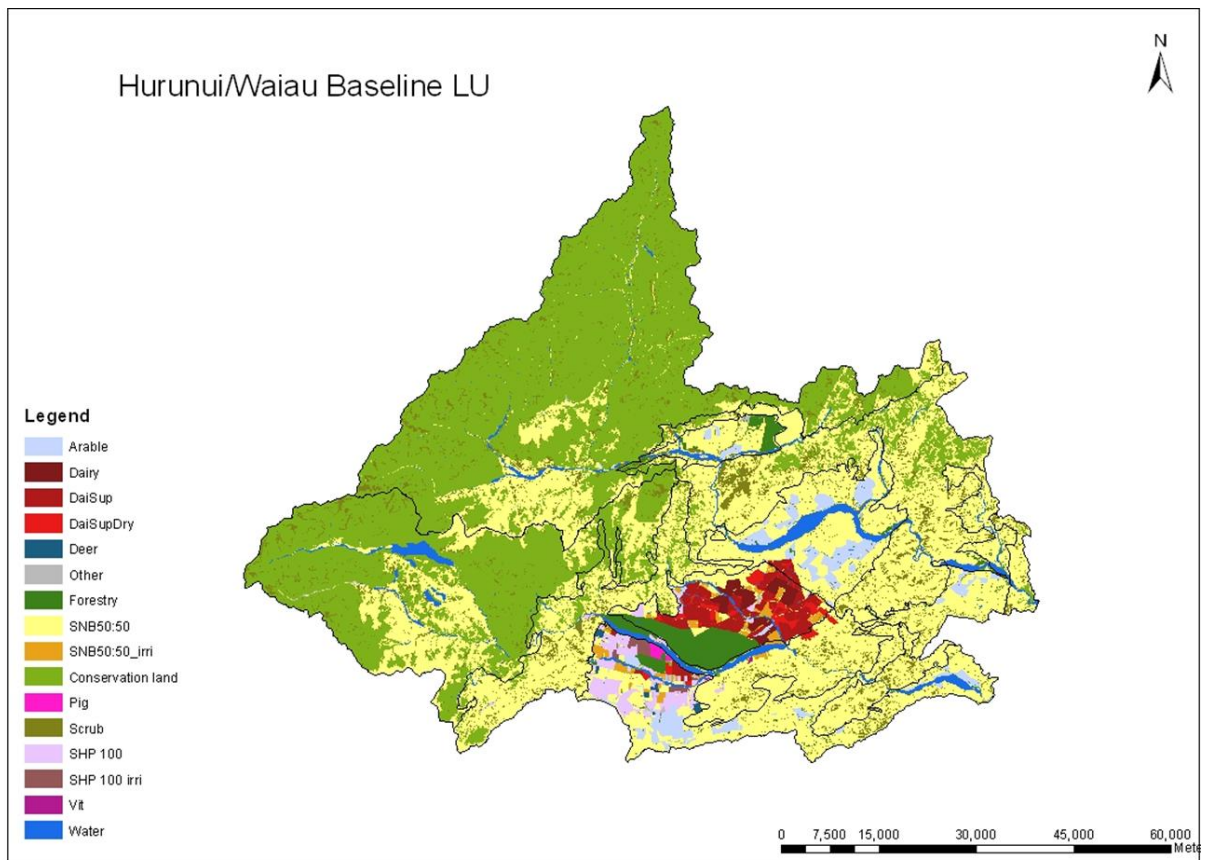 N
Hurunui/Waiau Baseline LU
Legend
Arable
Dairy
DaiSup
DaiSupDry
Deer
Other
Forestry
SNB50:50
SNB50:50_irri
Conservation land
Pig
Scrub
SHP 100
SHP 100 irri
Vit
Water
0 7,500 15,000 30,000 45,000 60,000
Mete